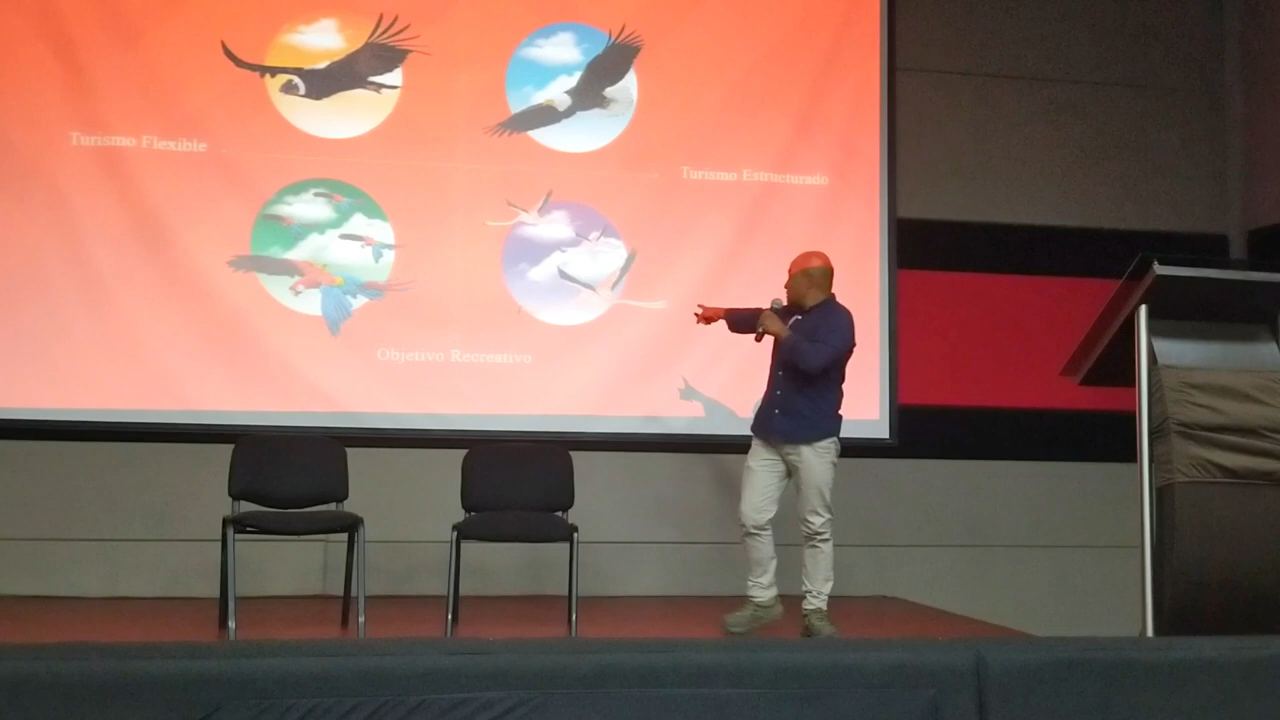 Turismo Flexible
Turismo Estructurado
Objetivo Recreativo